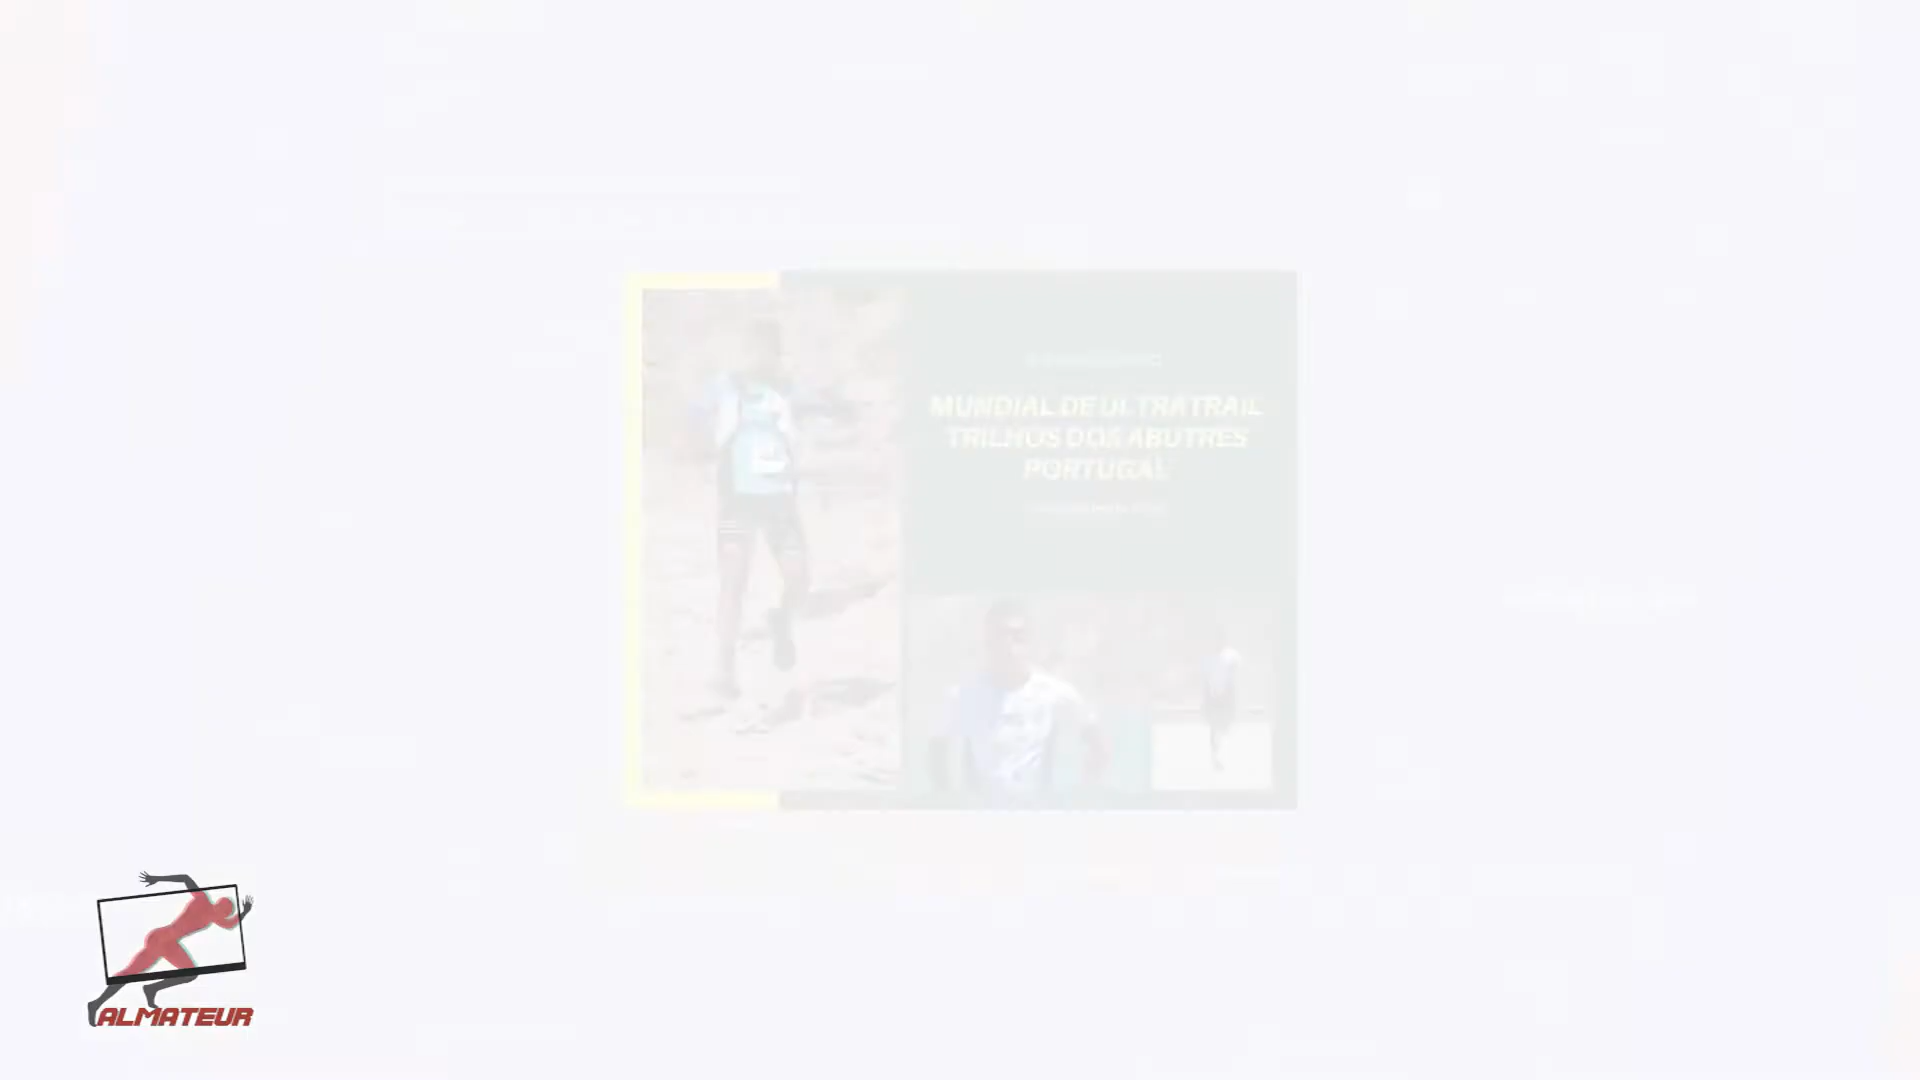 MUNDIAL DE ULTRATRAIL
TRILHOS DOS ABUTRES
PORTUGAL
ALMATEUR